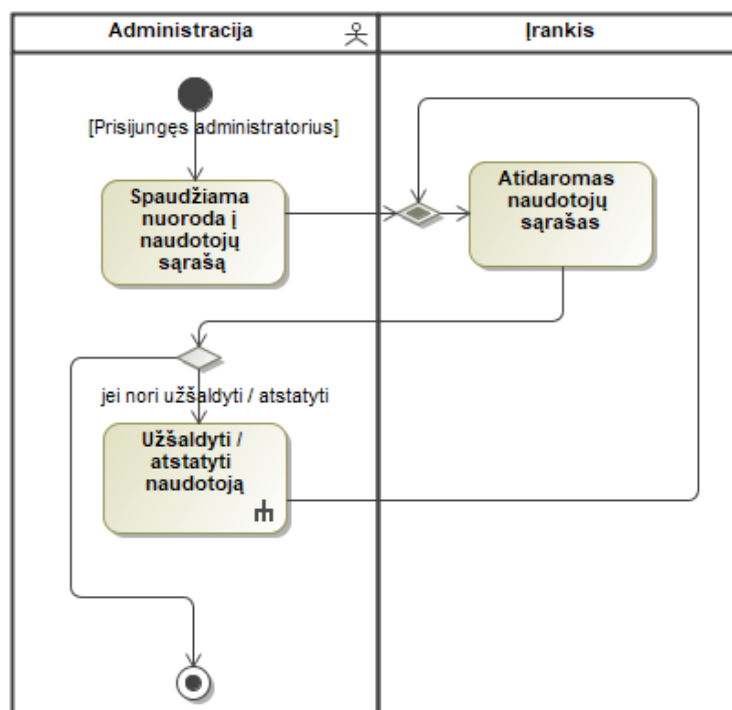 Administracija
Įrankis
[Prisijungęs administratorius]
Spaudžiama
nuoroda į
naudotojų
sąrašą
Atidaromas
naudotojų
sąrašas
jei nori užšaldyti / atstatyti
Užšaldyti /
atstatyti
naudotoją